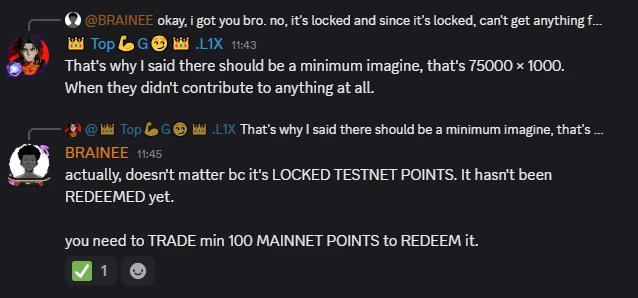 @BRAINEE okay, i got you bro. no, it's locked and since it's locked, can't get anything f...
👑 Top💪G😏 👑 .L1X 11:43
That's why I said there should be a minimum imagine, that's 75000 × 1000.
When they didn't contribute to anything at all.
@👑 Top💪G😏 👑 .L1X That's why I said there should be a minimum imagine, that's ...
BRAINEE 11:45
actually, doesn't matter bc it's LOCKED TESTNET POINTS. It hasn't been
REDEEMED yet.
you need to TRADE min 100 MAINNET POINTS to REDEEM it.
✅ 1